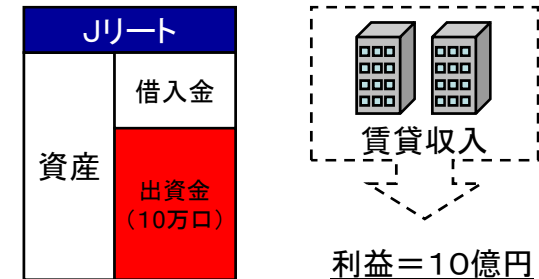 Jリート
借入金
資産
出資金
（10万口）
賃貸収入
利益＝１０億円